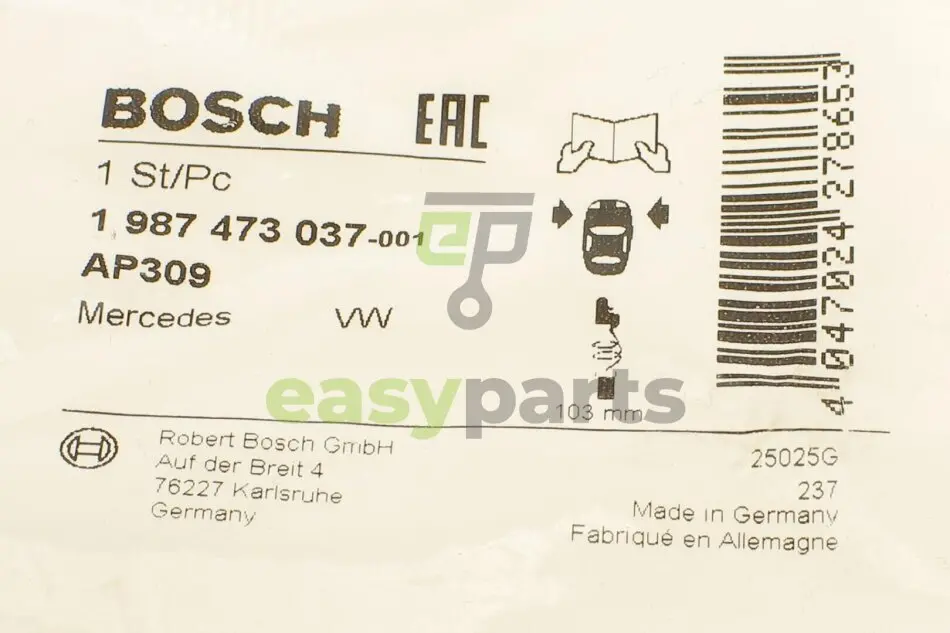 BOSCH EAC
1 St/Pc
1 987 473 037-001
AP309
Mercedes VW
103 mm
4 047024 278653
easyparts
Robert Bosch GmbH
Auf der Breit 4
76227 Karlsruhe
Germany
25025G
237
Made in Germany
Fabriqué en Allemagne